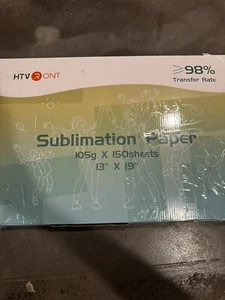 HTVRONT
≥98%
Transfer Rate
Sublimation Paper
105g X 150sheets
13" X 19"